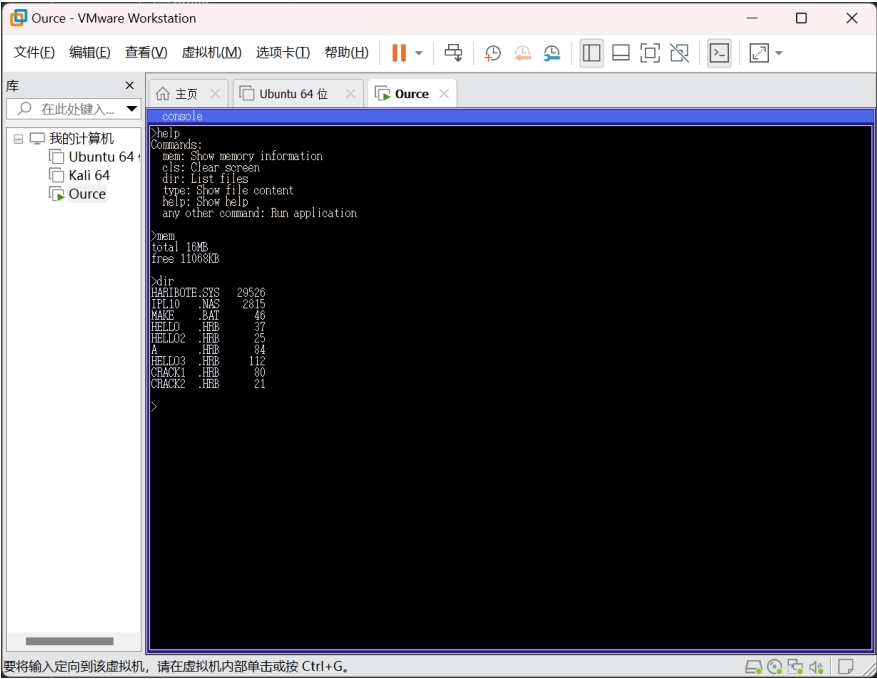 Ource - VMware Workstation
文件(F) 编辑(E) 查看(V) 虚拟机(M) 选项卡(T) 帮助(H)
库
在此处键入...
我的计算机
Ubuntu 64
Kali 64
Ource
主页 Ubuntu 64 位 Ource
console
>help
Commands:
mem: Show memory information
cls: Clear screen
dir: List files
type: Show file content
help: Show help
any other command: Run application
>mem
total 16MB
free 11068KB
>dir
HARIBOTE.SYS 29526
IPL10 .NAS 2815
MAKE .BAT 46
HELLO .HRB 37
HELLO2 .HRB 25
A .HRB 84
HELLO3 .HRB 112
CRACK1 .HRB 80
CRACK2 .HRB 21
>
要将输入定向到该虚拟机，请在虚拟机内部单击或按 Ctrl+G。